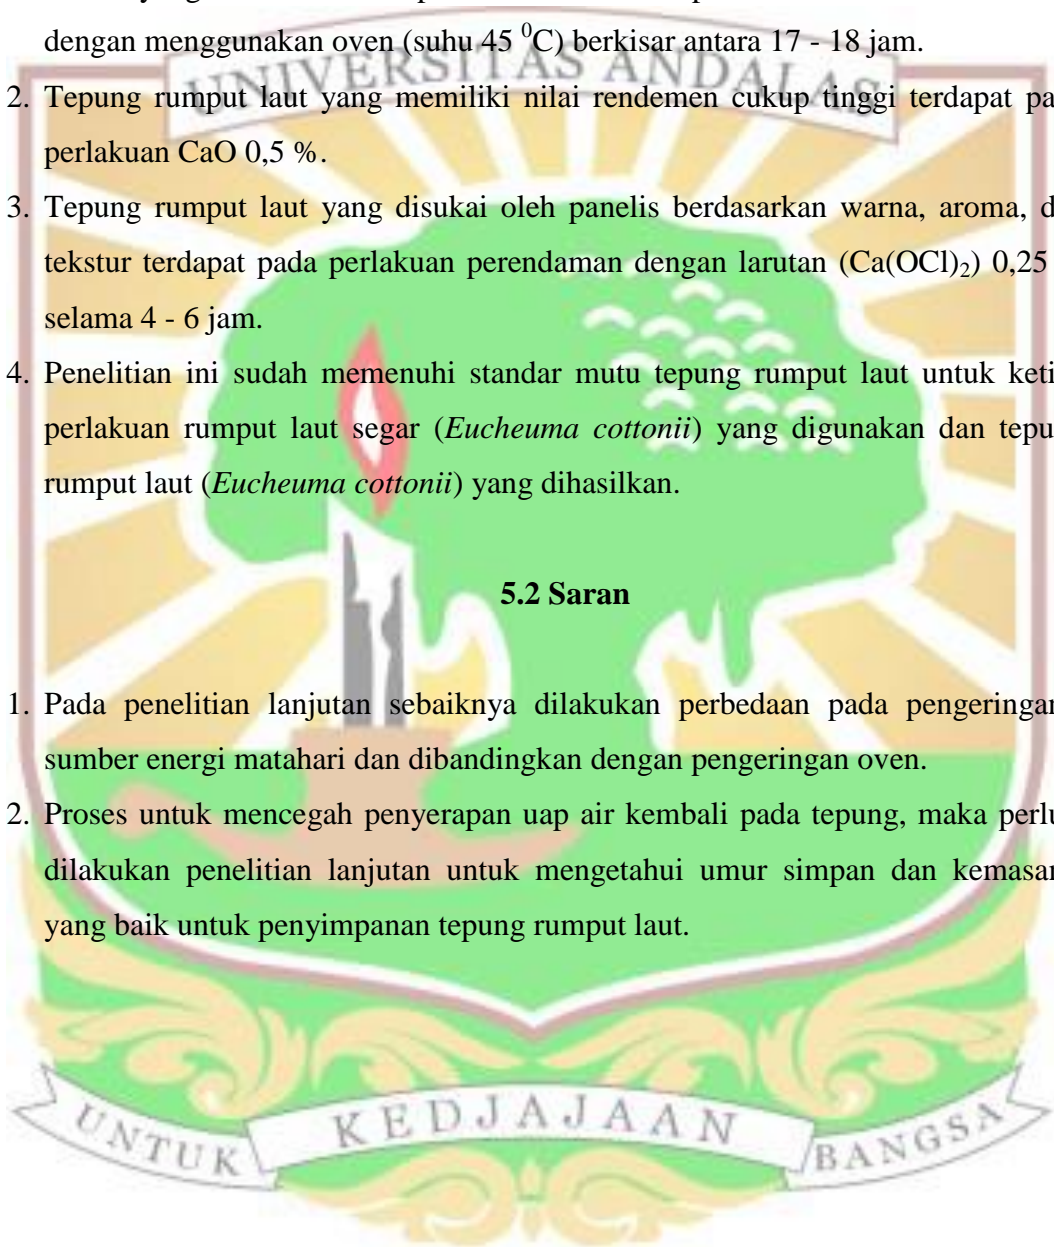 dengan menggunakan oven (suhu 45 ⁰C) berkisar antara 17 - 18 jam.
UNIVERSITAS ANDALAS
2. Tepung rumput laut yang memiliki nilai rendemen cukup tinggi terdapat pa
perlakuan CaO 0,5 %.
3. Tepung rumput laut yang disukai oleh panelis berdasarkan warna, aroma, d
tekstur terdapat pada perlakuan perendaman dengan larutan (Ca(OCl)₂) 0,25
selama 4 - 6 jam.
4. Penelitian ini sudah memenuhi standar mutu tepung rumput laut untuk keti
perlakuan rumput laut segar (Eucheuma cottonii) yang digunakan dan tepu
rumput laut (Eucheuma cottonii) yang dihasilkan.
5.2 Saran
1. Pada penelitian lanjutan sebaiknya dilakukan perbedaan pada pengeringan
sumber energi matahari dan dibandingkan dengan pengeringan oven.
2. Proses untuk mencegah penyerapan uap air kembali pada tepung, maka perlu
dilakukan penelitian lanjutan untuk mengetahui umur simpan dan kemasan
yang baik untuk penyimpanan tepung rumput laut.
UNTUK KEDJAJAAN BANGSA